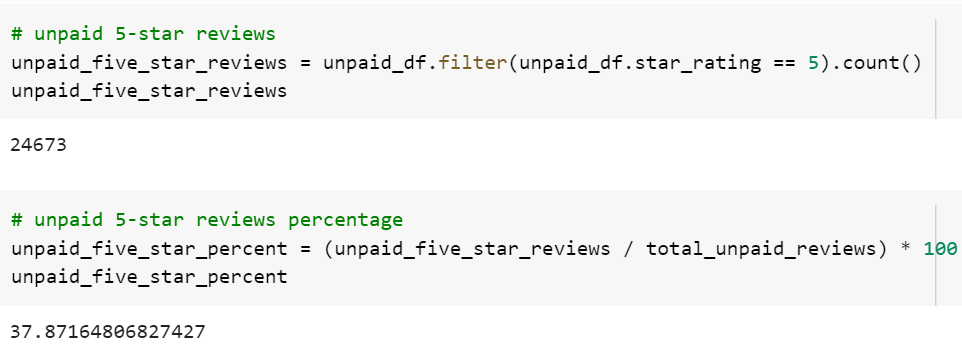 # unpaid 5-star reviews
unpaid_five_star_reviews = unpaid_df.filter(unpaid_df.star_rating == 5).count()
unpaid_five_star_reviews
24673
# unpaid 5-star reviews percentage
unpaid_five_star_percent = (unpaid_five_star_reviews / total_unpaid_reviews) * 100
unpaid_five_star_percent
37.87164806827427